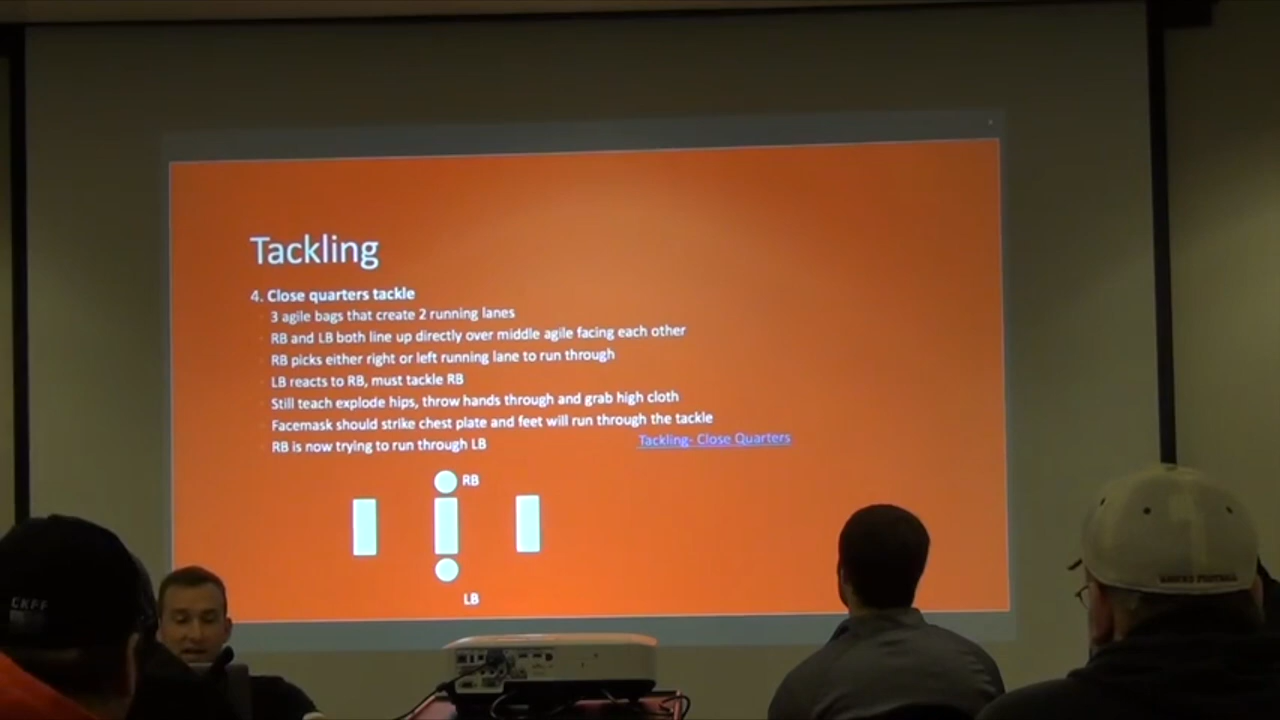 Tackling
4. Close quarters tackle
3 agile bags that create 2 running lanes
RB and LB both line up directly over middle agile facing each other
RB picks either right or left running lane to run through
LB reacts to RB, must tackle RB
Still teach explode hips, throw hands through and grab high cloth
Facemask should strike chest plate and feet will run through the tackle
RB is now trying to run through LB
Tackling- Close Quarters
RB
LB